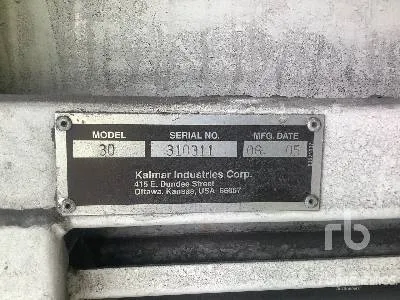 MODEL SERIAL NO. MFG. DATE
30 310311 06 05
Kalmar Industries Corp.
415 E. Dundee Street
Ottawa, Kansas, USA 66067
rb